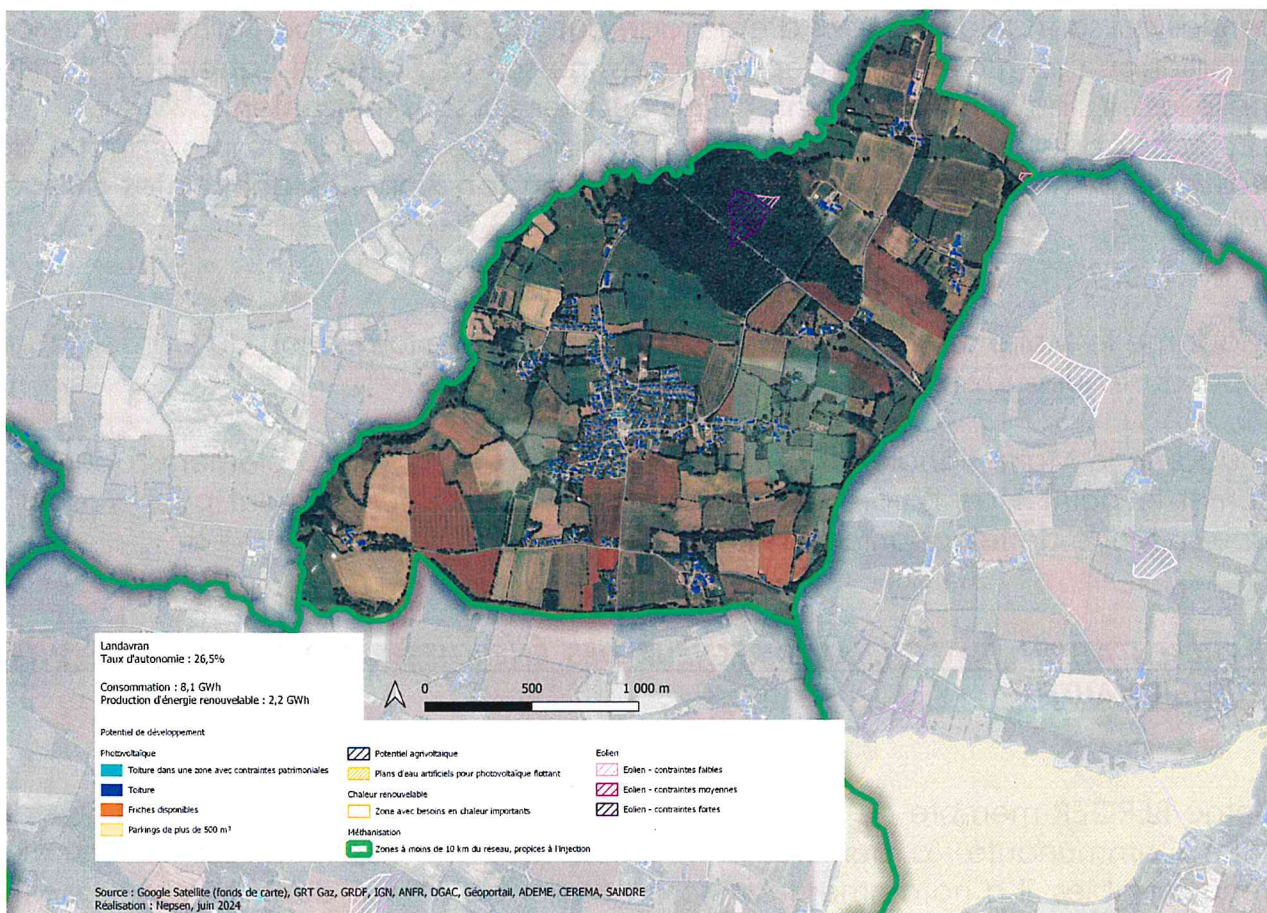 Landavran
Taux d'autonomie : 26,5%
Consommation : 8,1 GWh
Production d'énergie renouvelable : 2,2 GWh
0 500 1 000 m
Potentiel de développement
Photovoltaïque
Toiture dans une zone avec contraintes patrimoniales
Toiture
Friches disponibles
Parkings de plus de 500 m²
Potentiel agrivoltaïque
Plans d'eau artificiels pour photovoltaïque flottant
Chaleur renouvelable
Zone avec besoins en chaleur importants
Méthanisation
Zones à moins de 10 km du réseau, propices à l'injection
Eolien
Eolien - contraintes faibles
Eolien - contraintes moyennes
Eolien - contraintes fortes
Source : Google Satellite (fonds de carte), GRT Gaz, GRDF, IGN, ANFR, DGAC, Géoportail, ADEME, CEREMA, SANDRE
Réalisation : Nepsen, juin 2024